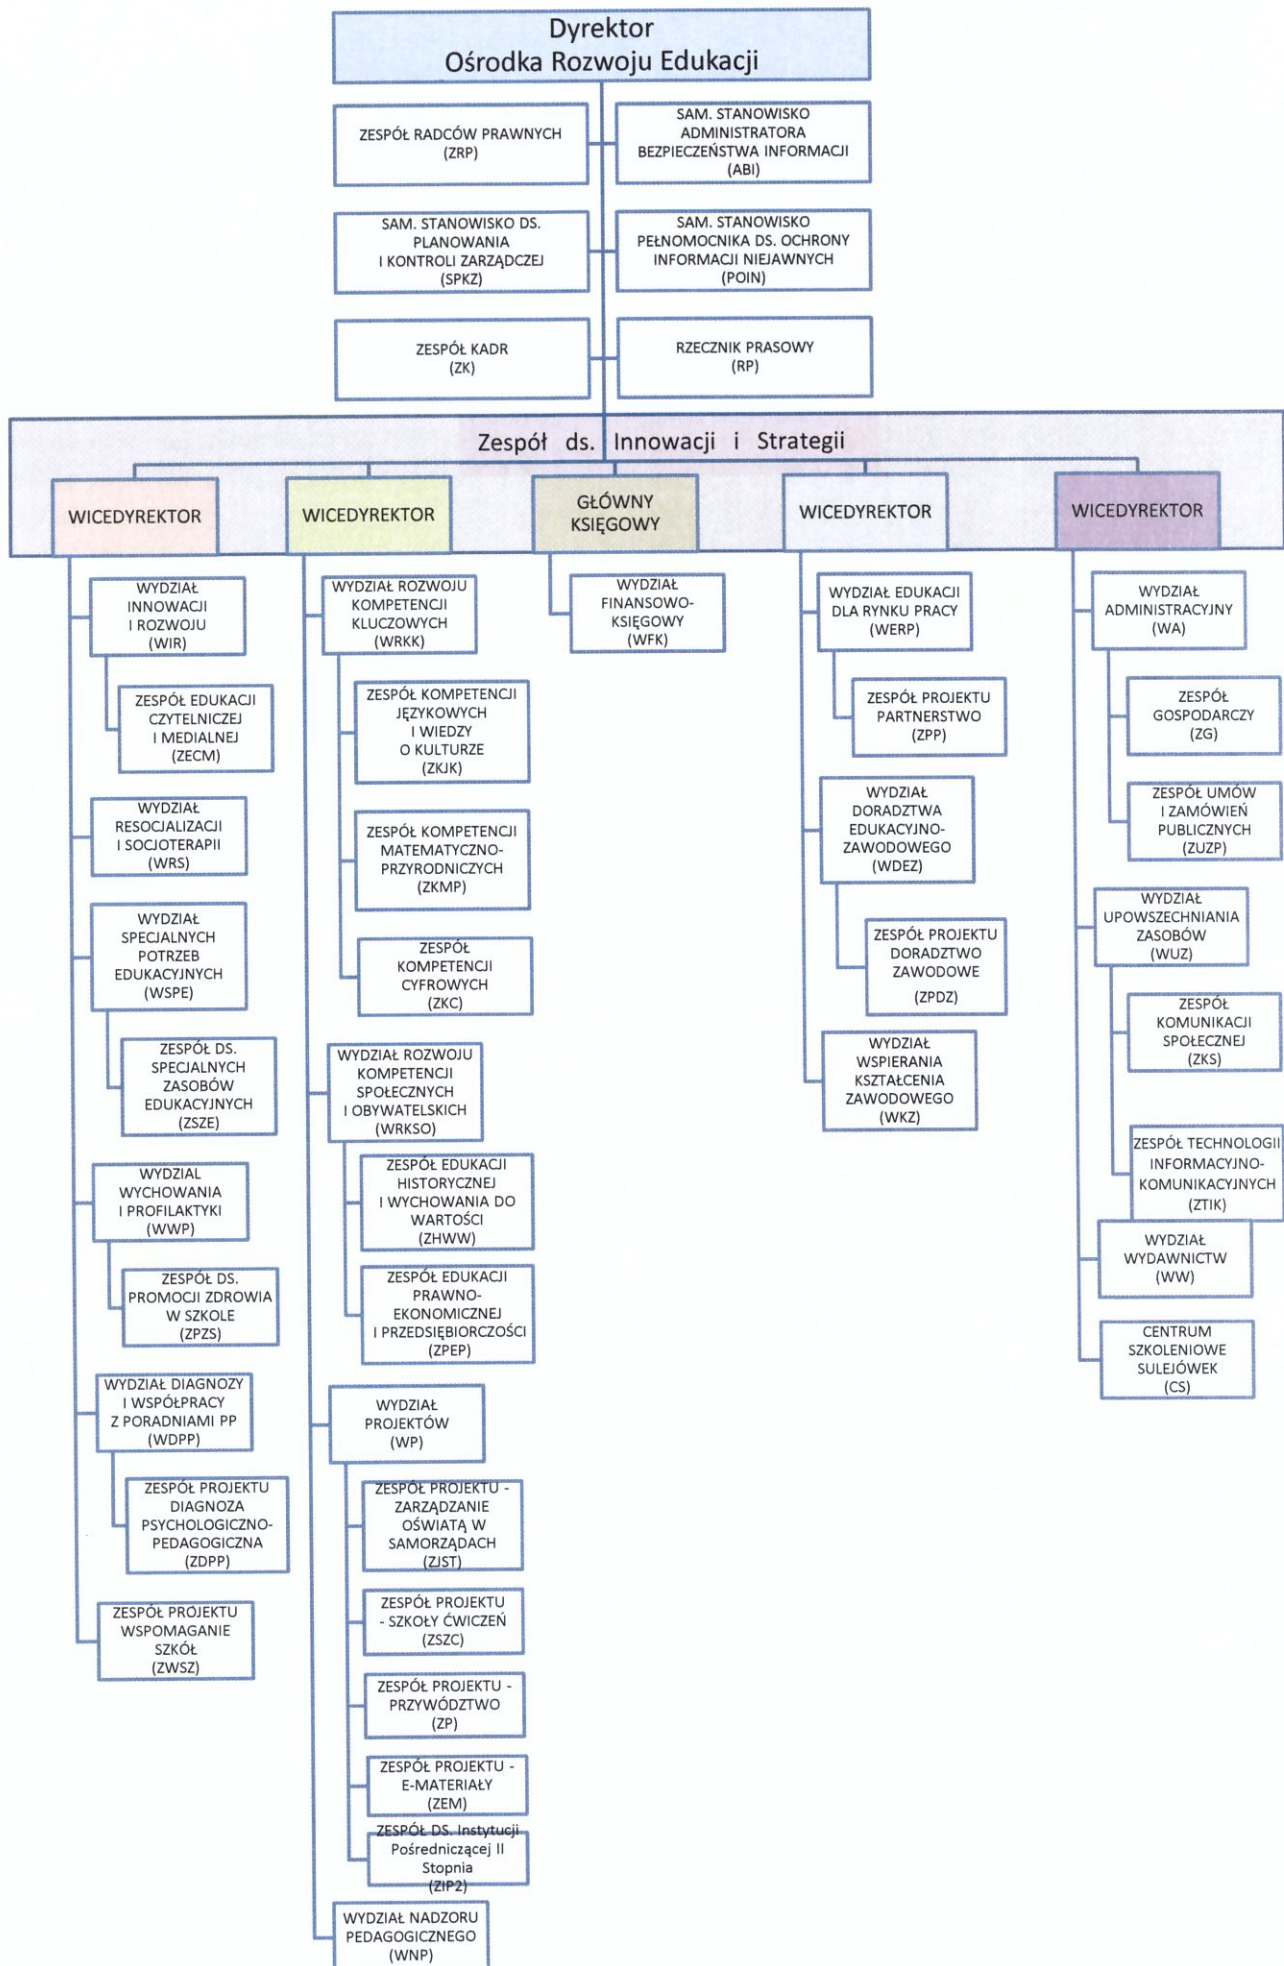 Dyrektor
Ośrodka Rozwoju Edukacji
ZESPÓŁ RADCÓW PRAWNYCH
(ZRP)
SAM. STANOWISKO
ADMINISTRATORA
BEZPIECZEŃSTWA INFORMACJI
(ABI)
SAM. STANOWISKO DS.
PLANOWANIA
I KONTROLI ZARZĄDCZEJ
(SPKZ)
SAM. STANOWISKO
PEŁNOMOCNIKA DS. OCHRONY
INFORMACJI NIEJAWNYCH
(POIN)
ZESPÓŁ KADR
(ZK)
RZECZNIK PRASOWY
(RP)
Zespół ds. Innowacji i Strategii
WICEDYREKTOR
WICEDYREKTOR
GŁÓWNY
KSIĘGOWY
WICEDYREKTOR
WICEDYREKTOR
WYDZIAŁ
INNOWACJI
I ROZWOJU
(WIR)
ZESPÓŁ EDUKACJI
CZYTELNICZEJ
I MEDIALNEJ
(ZECM)
WYDZIAŁ
RESOCJALIZACJI
I SOCJOTERAPII
(WRS)
WYDZIAŁ
SPECJALNYCH
POTRZEB
EDUKACYJNYCH
(WSPE)
ZESPÓŁ DS.
SPECJALNYCH
ZASOBÓW
EDUKACYJNYCH
(ZSZE)
WYDZIAL
WYCHOWANIA
I PROFILAKTYKI
(WWP)
ZESPÓŁ DS.
PROMOCJI ZDROWIA
W SZKOLE
(ZPZS)
WYDZIAŁ DIAGNOZY
I WSPÓŁPRACY
Z PORADNIAMI PP
(WDPP)
ZESPÓŁ PROJEKTU
DIAGNOZA
PSYCHOLOGICZNO-
PEDAGOGICZNA
(ZDPP)
ZESPÓŁ PROJEKTU
WSPOMAGANIE
SZKÓŁ
(ZWSZ)
WYDZIAŁ ROZWOJU
KOMPETENCJI
KLUCZOWYCH
(WRKK)
ZESPÓŁ KOMPETENCJI
JĘZYKOWYCH
I WIEDZY
O KULTURZE
(ZKJK)
ZESPÓŁ KOMPETENCJI
MATEMATYCZNO-
PRZYRODNICZYCH
(ZKMP)
ZESPÓŁ
KOMPETENCJI
CYFROWYCH
(ZKC)
WYDZIAŁ ROZWOJU
KOMPETENCJI
SPOŁECZNYCH
I OBYWATELSKICH
(WRKSO)
ZESPÓŁ EDUKACJI
HISTORYCZNEJ
I WYCHOWANIA DO
WARTOŚCI
(ZHWW)
ZESPÓŁ EDUKACJI
PRAWNO-
EKONOMICZNEJ
I PRZEDSIĘBIORCZOŚCI
(ZPEP)
WYDZIAŁ
PROJEKTÓW
(WP)
ZESPÓŁ PROJEKTU -
ZARZĄDZANIE
OŚWIATĄ W
SAMORZĄDACH
(ZJST)
ZESPÓŁ PROJEKTU
- SZKOŁY ĆWICZEŃ
(ZSZC)
ZESPÓŁ PROJEKTU -
PRZYWÓDZTWO
(ZP)
ZESPÓŁ PROJEKTU -
E-MATERIAŁY
(ZEM)
ZESPÓŁ DS. Instytucji
Pośredniczącej II
Stopnia
(ZIP2)
WYDZIAŁ NADZORU
PEDAGOGICZNEGO
(WNP)
WYDZIAŁ
FINANSOWO-
KSIĘGOWY
(WFK)
WYDZIAŁ EDUKACJI
DLA RYNKU PRACY
(WERP)
ZESPÓŁ PROJEKTU
PARTNERSTWO
(ZPP)
WYDZIAŁ
DORADZTWA
EDUKACYJNO-
ZAWODOWEGO
(WDEZ)
ZESPÓŁ PROJEKTU
DORADZTWO
ZAWODOWE
(ZPDZ)
WYDZIAŁ
WSPIERANIA
KSZTAŁCENIA
ZAWODOWEGO
(WKZ)
WYDZIAŁ
ADMINISTRACYJNY
(WA)
ZESPÓŁ
GOSPODARCZY
(ZG)
ZESPÓŁ UMÓW
I ZAMÓWIEŃ
PUBLICZNYCH
(ZUZP)
WYDZIAŁ
UPOWSZECHNIANIA
ZASOBÓW
(WUZ)
ZESPÓŁ
KOMUNIKACJI
SPOŁECZNEJ
(ZKS)
ZESPÓŁ TECHNOLOGII
INFORMACYJNO-
KOMUNIKACYJNYCH
(ZTIK)
WYDZIAŁ
WYDAWNICTW
(WW)
CENTRUM
SZKOLENIOWE
SULEJÓWEK
(CS)